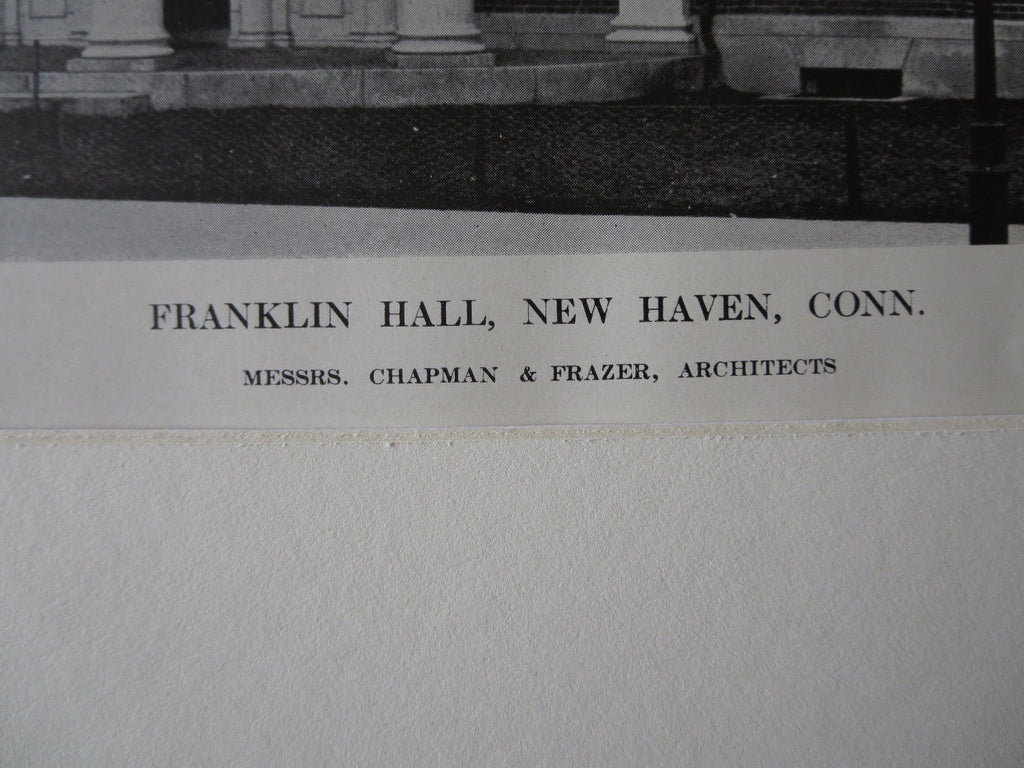 FRANKLIN HALL, NEW HAVEN, CONN.
MESSRS. CHAPMAN & FRAZER, ARCHITECTS